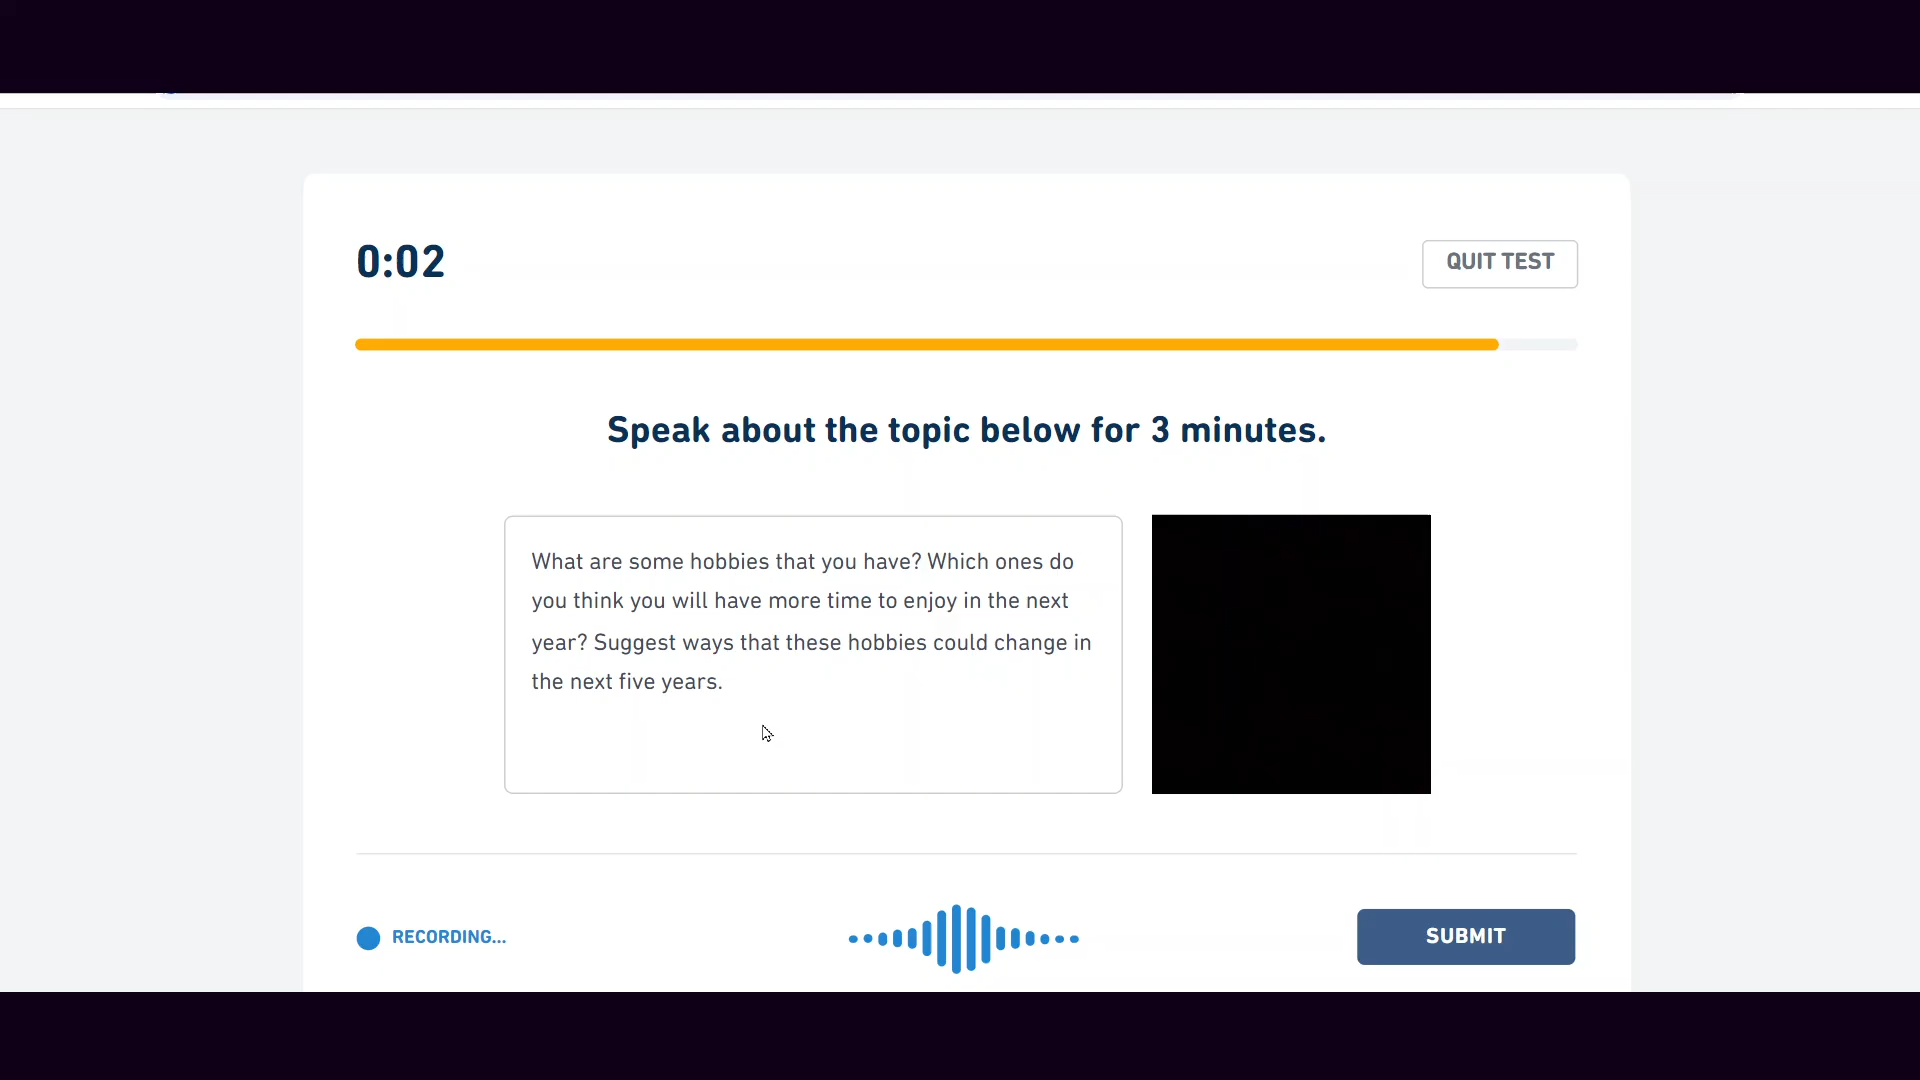 0:02
QUIT TEST
Speak about the topic below for 3 minutes.
What are some hobbies that you have? Which ones do
you think you will have more time to enjoy in the next
year? Suggest ways that these hobbies could change in
the next five years.
RECORDING...
SUBMIT